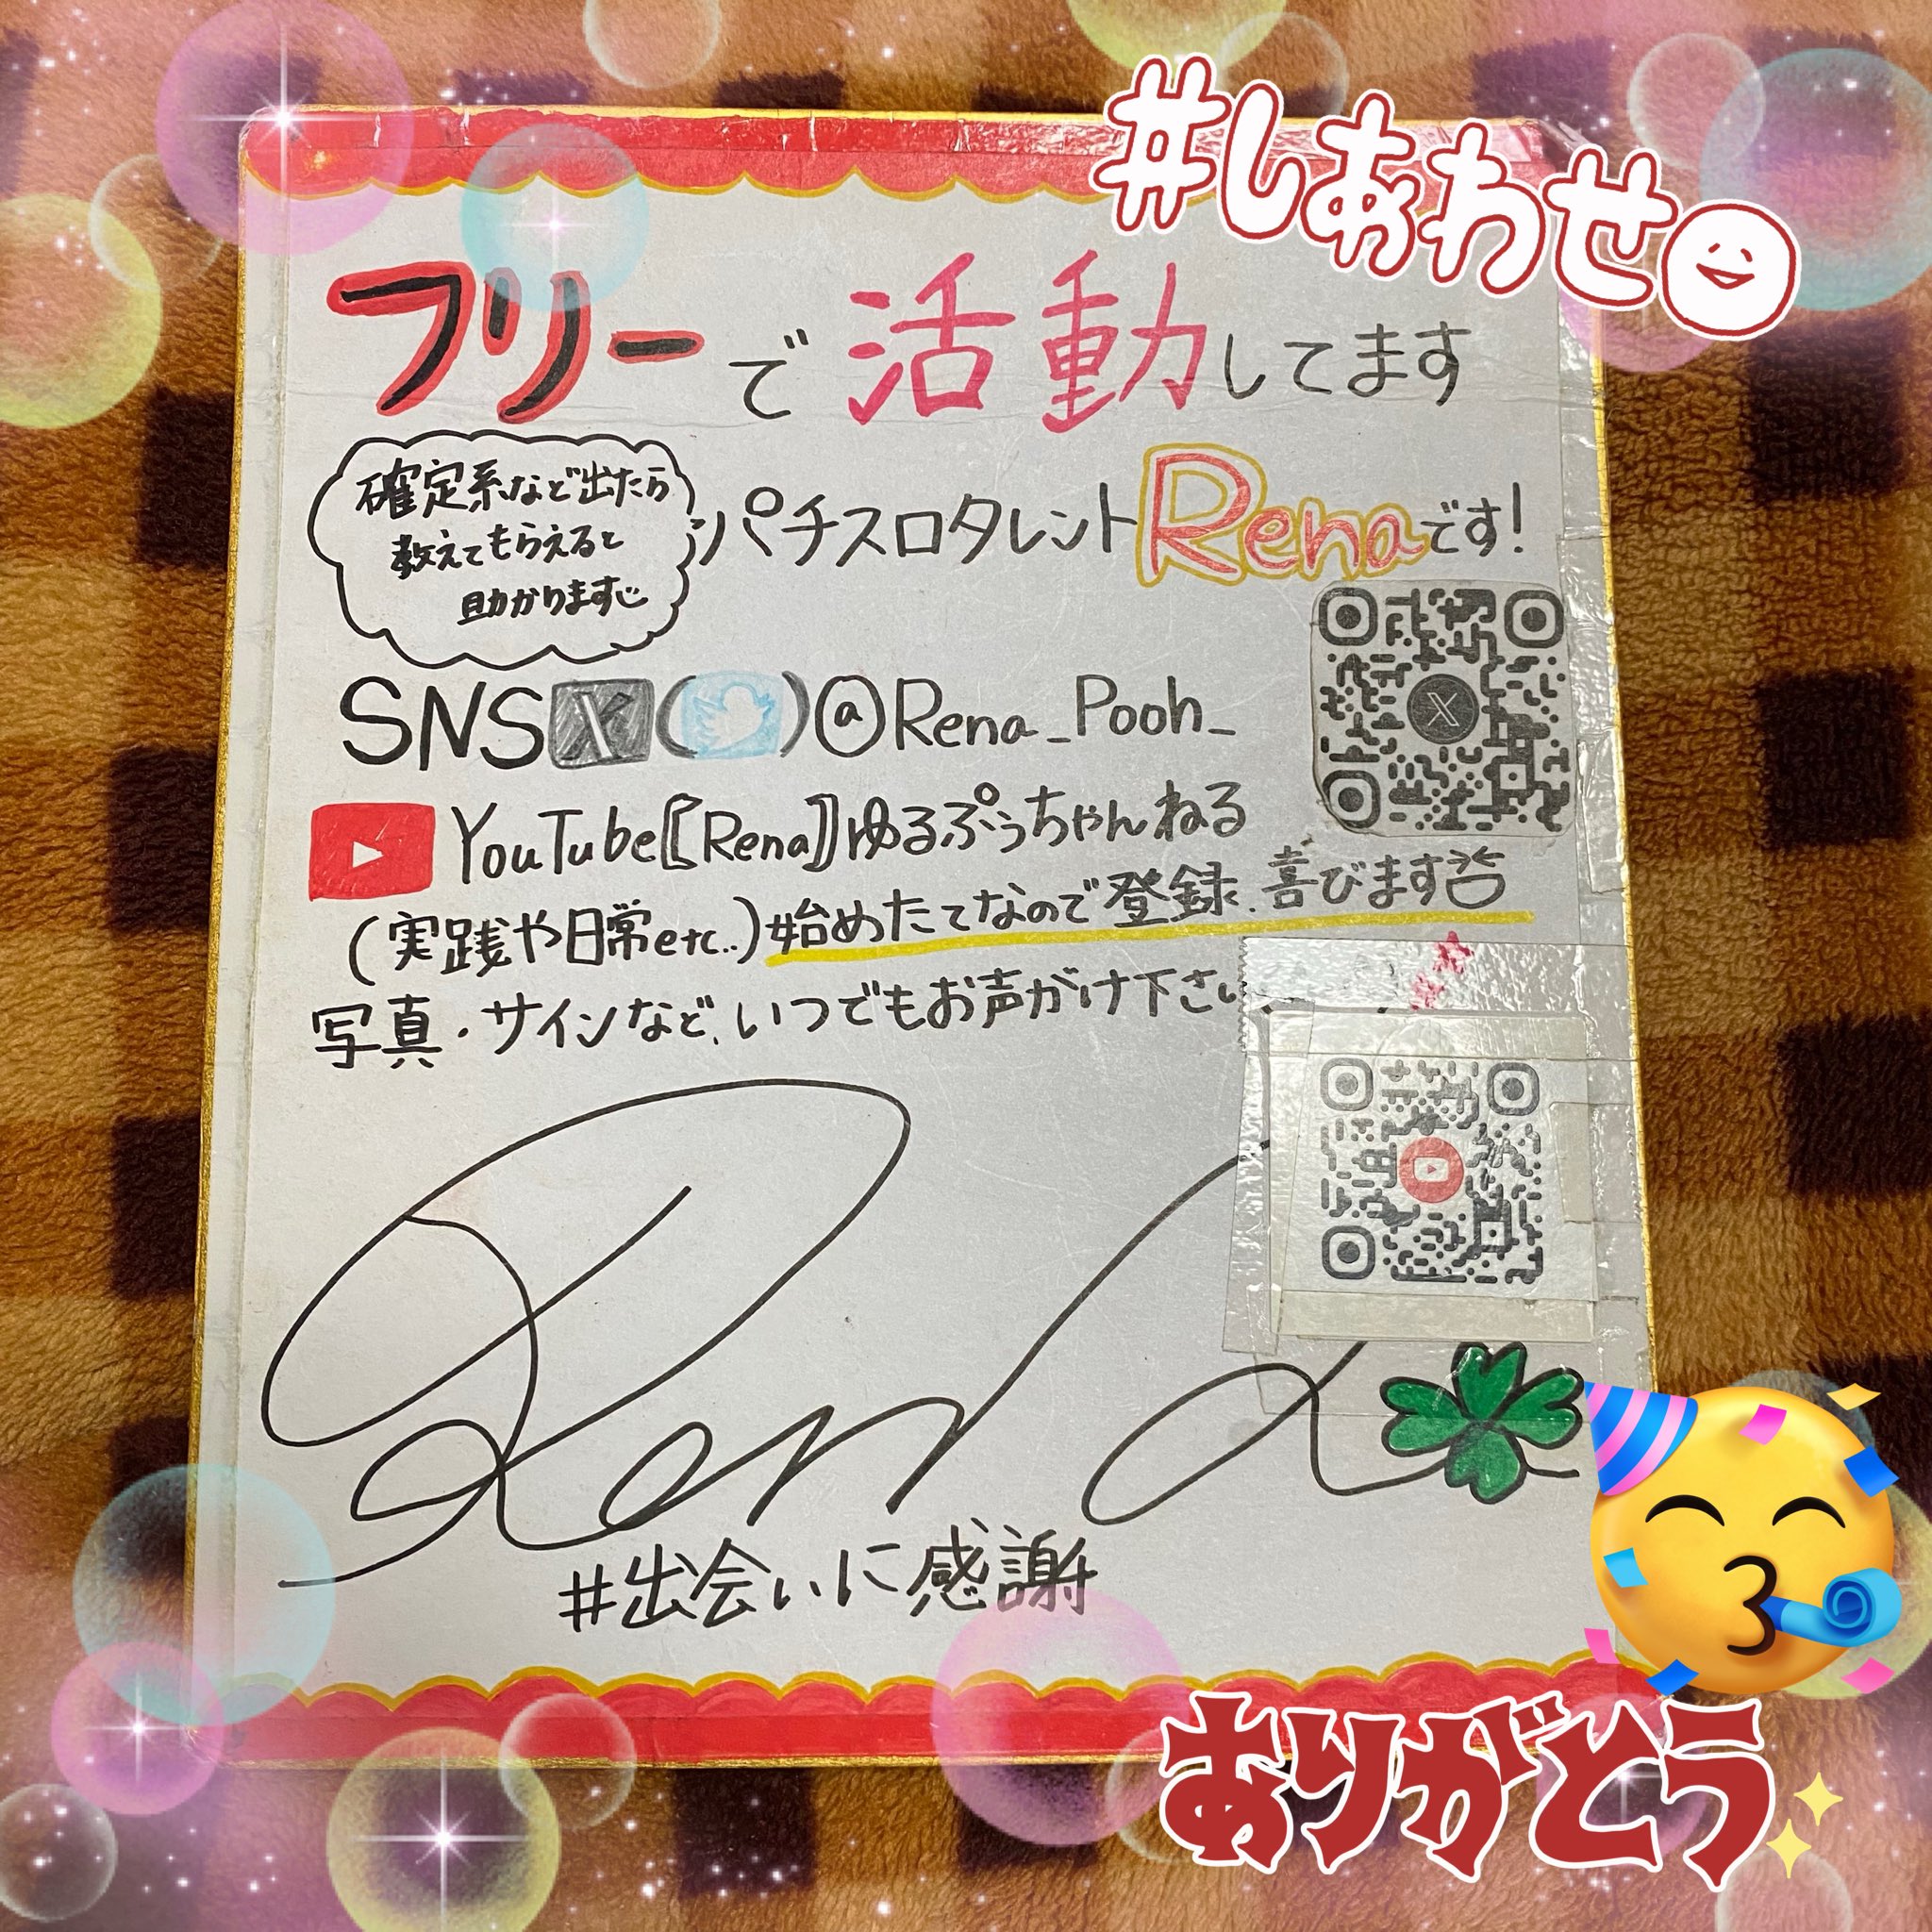 #しあわせ
フリーで活動してます
確定系など出たら
教えてもらえると
助かります
パチスロタレントRenaです!
SNS X ( ) @Rena_Pooh_
YouTube〚Rena〛ゆるぷぅちゃんねる
(実践や日常etc..)始めたてなので登録、喜びます
写真・サインなど、いつでもお声がけ下さい
Rena
#出会いに感謝
ありがとう